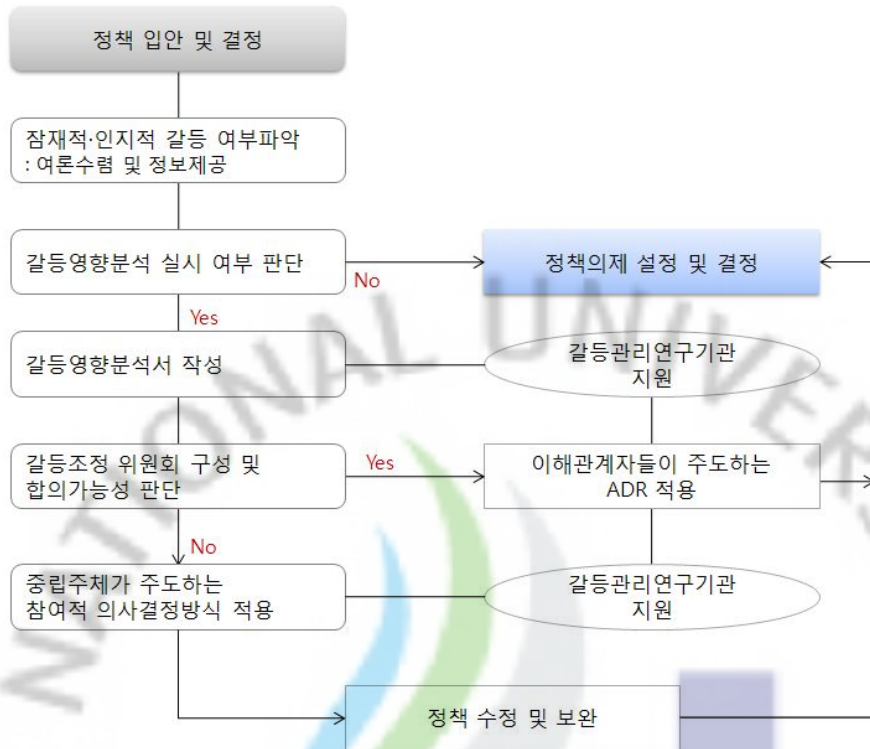 정책 입안 및 결정
잠재적·인지적 갈등 여부파악
: 여론수렴 및 정보제공
갈등영향분석 실시 여부 판단
No
정책의제 설정 및 결정
Yes
갈등영향분석서 작성
갈등관리연구기관
지원
갈등조정 위원회 구성 및
합의가능성 판단
Yes
이해관계자들이 주도하는
ADR 적용
No
중립주체가 주도하는
참여적 의사결정방식 적용
갈등관리연구기관
지원
정책 수정 및 보완
NATIONAL UNIVERS